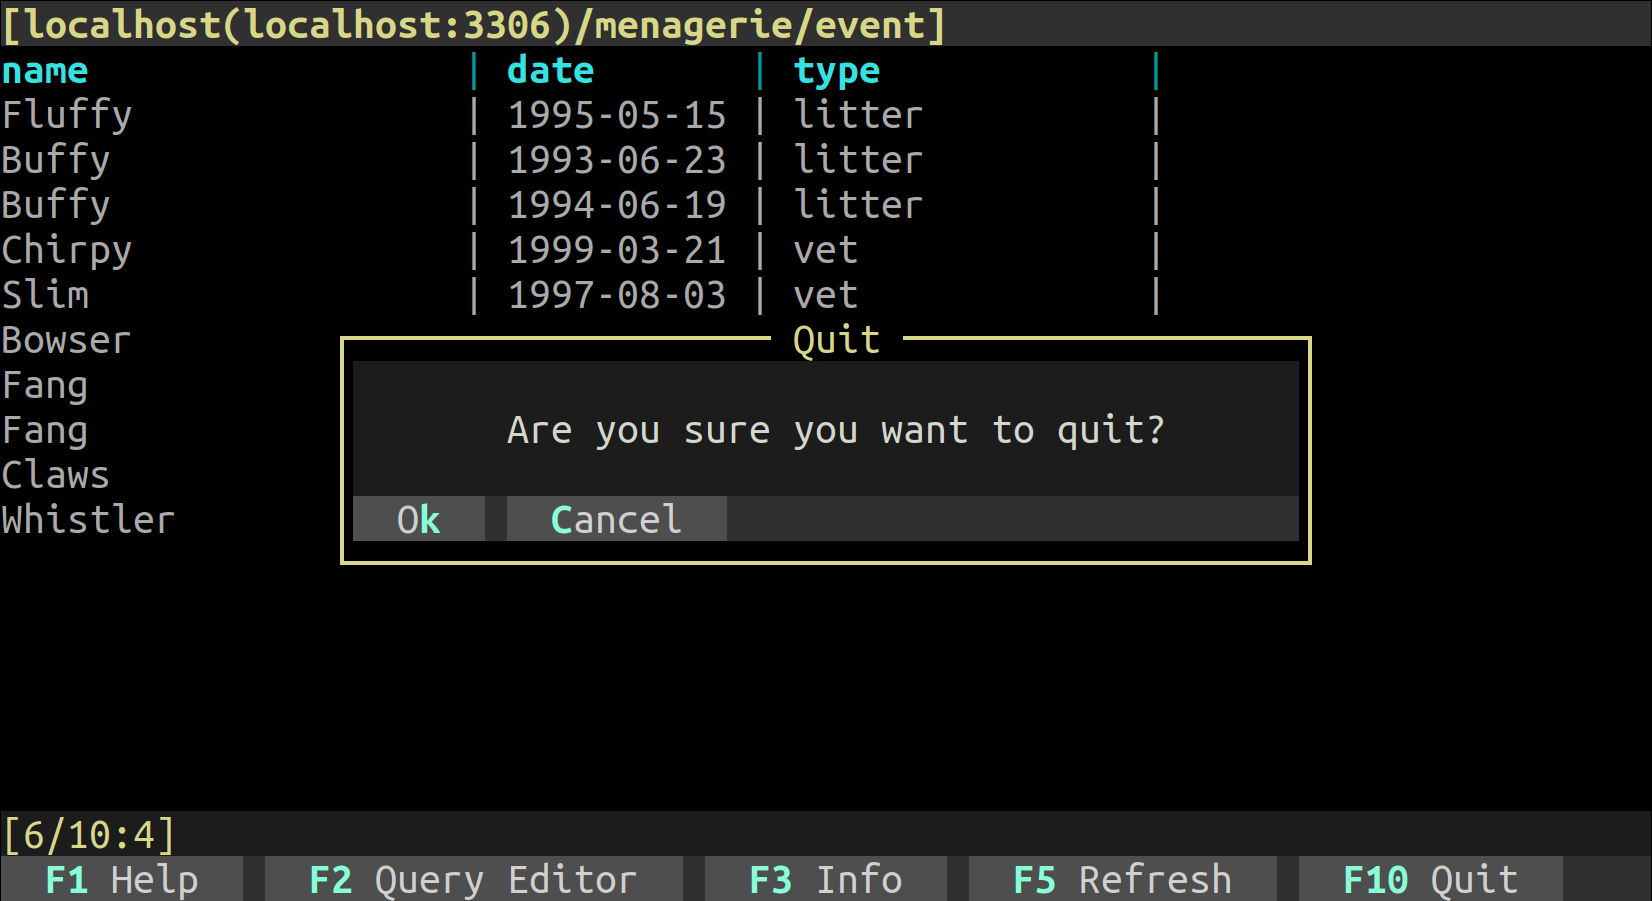 [localhost(localhost:3306)/menagerie/event]
name | date | type |
Fluffy | 1995-05-15 | litter |
Buffy | 1993-06-23 | litter |
Buffy | 1994-06-19 | litter |
Chirpy | 1999-03-21 | vet |
Slim | 1997-08-03 | vet |
Bowser
Quit
Fang
Fang
Are you sure you want to quit?
Claws
Whistler
Ok Cancel
[6/10:4]
F1 Help F2 Query Editor F3 Info F5 Refresh F10 Quit